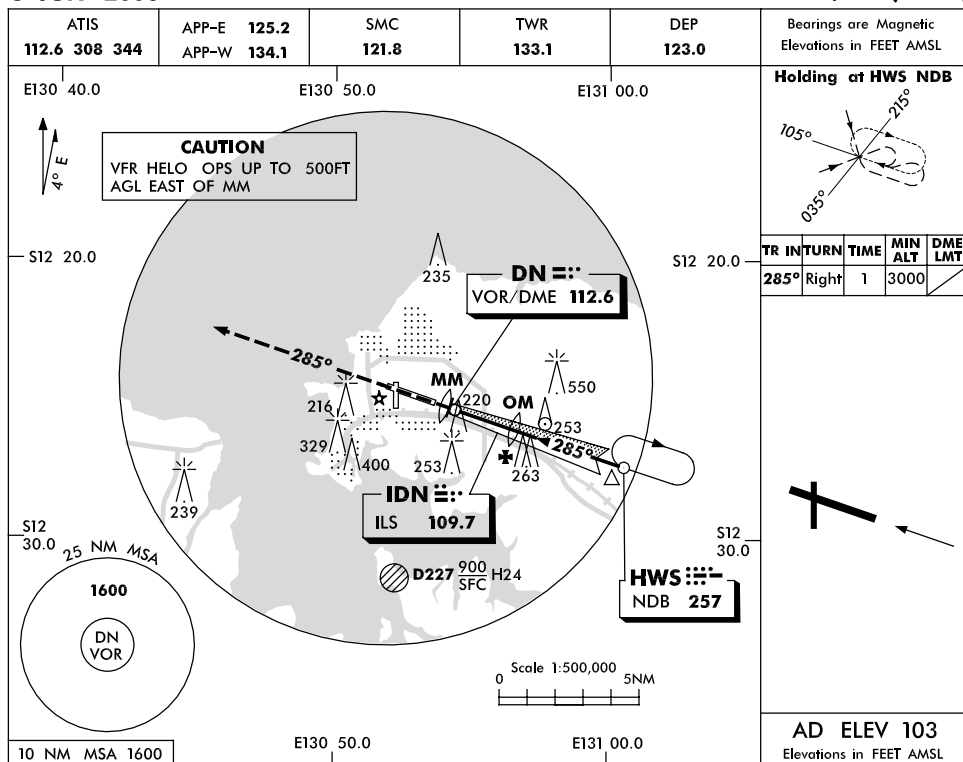 ATIS
112.6 308 344
APP-E 125.2
APP-W 134.1
SMC
121.8
TWR
133.1
DEP
123.0
Bearings are Magnetic
Elevations in FEET AMSL
E130 40.0
E130 50.0
E131 00.0
4° E
CAUTION
VFR HELO OPS UP TO 500FT
AGL EAST OF MM
Holding at HWS NDB
215°
105°
035°
TR IN TURN TIME MIN ALT DME LMT
285° Right 1 3000
S12 20.0
S12 20.0
235
DN
VOR/DME 112.6
285°
MM
220
OM
550
253
285°
216
329
400
253
263
239
IDN
ILS 109.7
S12
30.0
S12
30.0
D227 900 SFC H24
HWS
NDB 257
25 NM MSA
1600
DN
VOR
Scale 1:500,000
0 5NM
10 NM MSA 1600
E130 50.0
E131 00.0
AD ELEV 103
Elevations in FEET AMSL